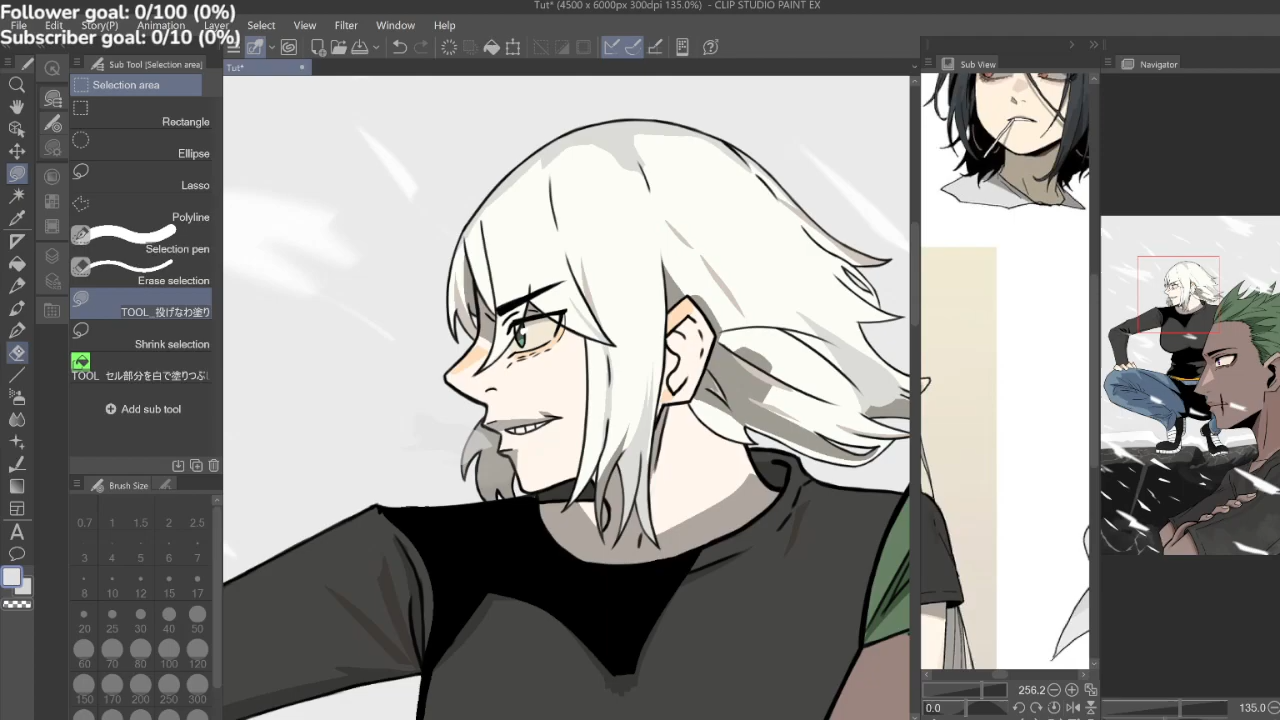 Tut* (4500 x 6000px 300dpi 135.0%) - CLIP STUDIO PAINT EX
Follower goal: 0/100 (0%)
File Edit Story(P) Animation Layer Select View Filter Window Help
Subscriber goal: 0/10 (0%)
Sub Tool [Selection area]
Tut*
Sub View
Navigator
Selection area
Rectangle
Ellipse
Lasso
Polyline
Selection pen
Erase selection
TOOL_投げなわ塗り
Shrink selection
TOOL_セル部分を白で塗りつぶし
Add sub tool
Brush Size
0.7 1 1.5 2 2.5
3 4 5 6 7
8 10 12 15 17
20 25 30 40 50
60 70 80 100 120
150 170 200 250 300
256.2
0.0
135.0